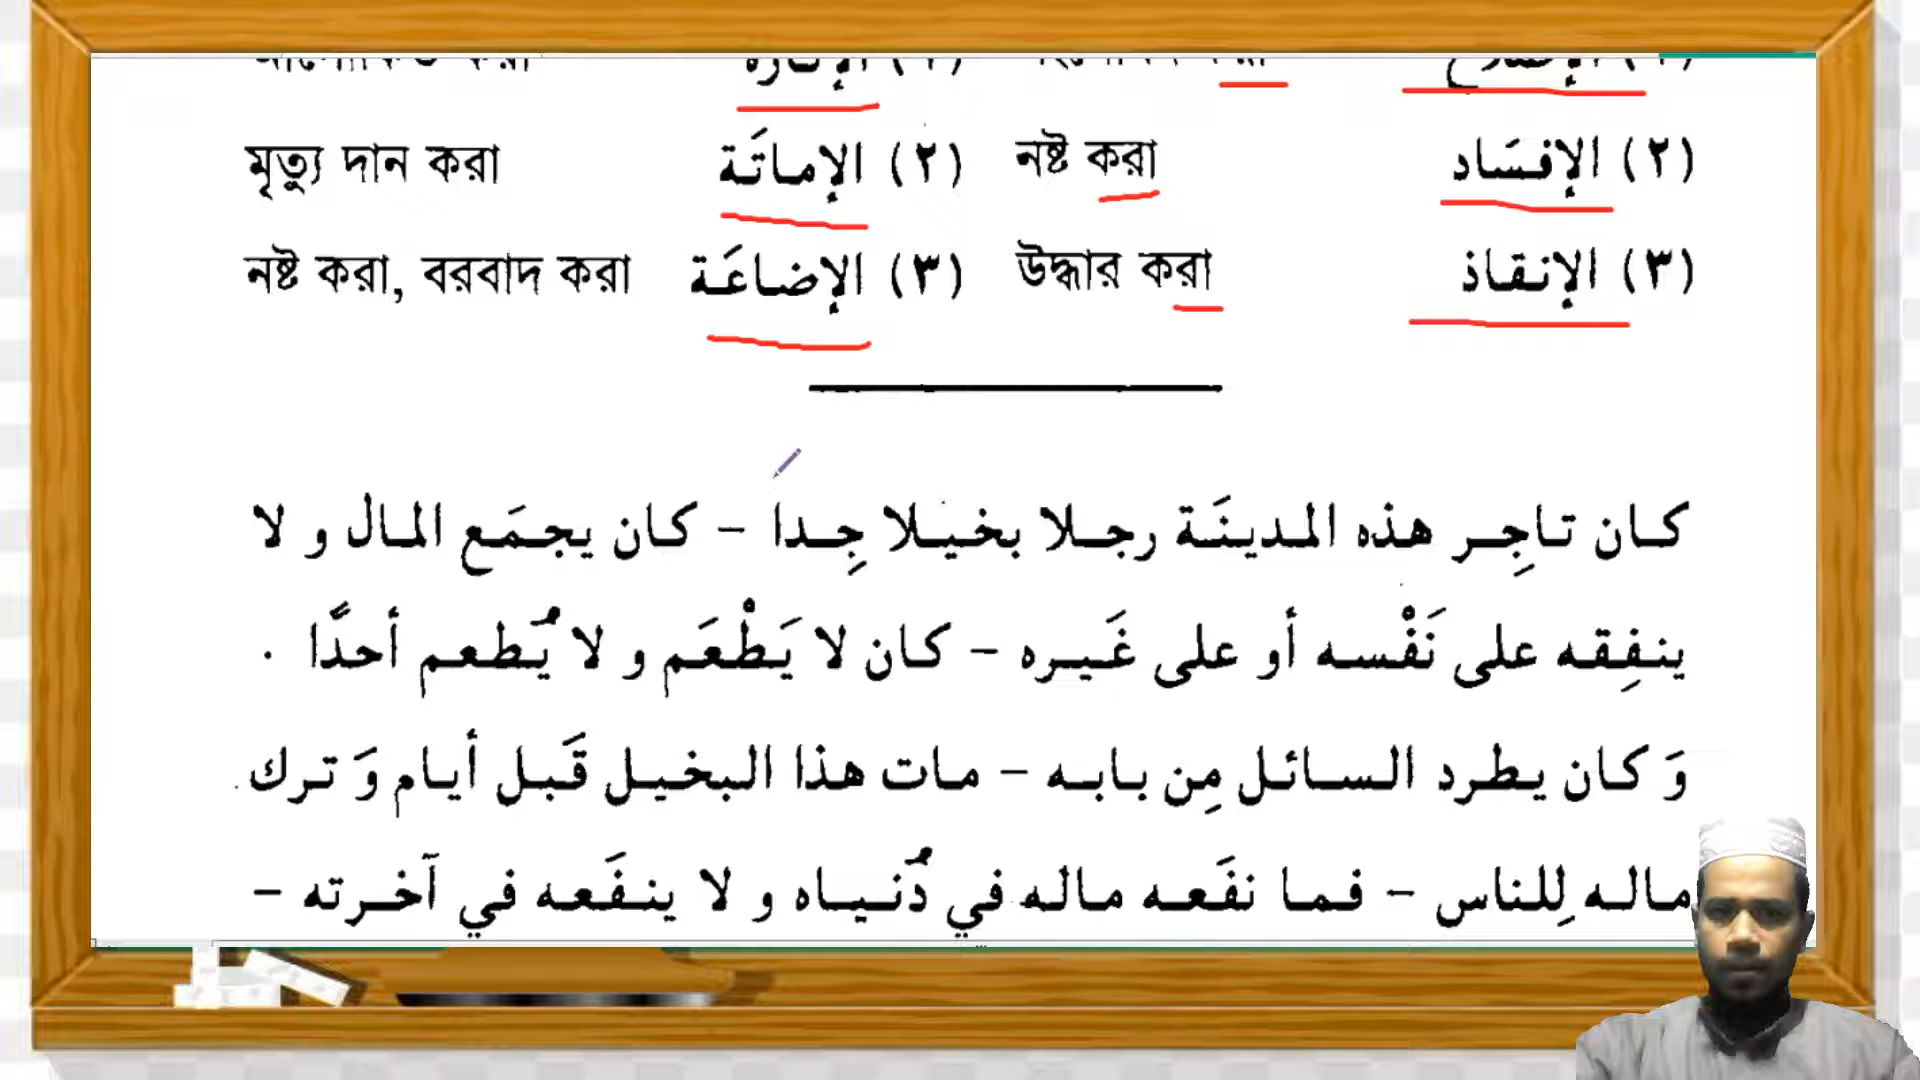 (٢) الإفسَاد নষ্ট করা (٢) الإماتَة মৃত্যু দান করা
(٣) الإنقاذ উদ্ধার করা (٣) الإضاعَة নষ্ট করা, বরবাদ করা
كان تاجِر هذه المدينَة رجلا بخيلا جِدا – كان يجمَع المال و لا
ينفِقه على نَفْسه أو على غَيره – كان لا يَطْعَم و لا يُطعم أحدًا .
وَ كان يطرد السائل مِن بابه – مات هذا البخيل قَبل أيام وَ ترك
ماله لِلناس – فما نفَعه ماله في دُنياه و لا ينفَعه في آخرته –